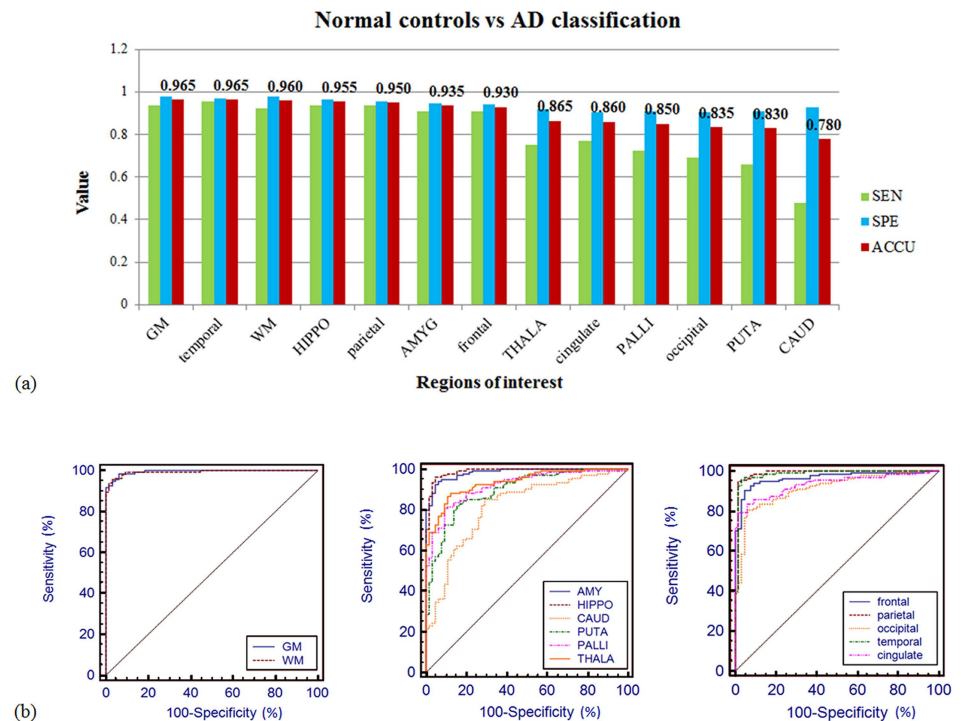 Normal controls vs AD classification
1.2
1
0.8
0.6
0.4
0.2
0
Value
0.965 0.965 0.960 0.955 0.950 0.935 0.930 0.865 0.860 0.850 0.835 0.830 0.780
SEN
SPE
ACCU
GM temporal WM HIPPO parietal AMYG frontal THALA cingulate PALLI occipital PUTA CAUD
Regions of interest
(a)
100
80
60
40
20
0
Sensitivity (%)
GM
WM
0 20 40 60 80 100
100-Specificity (%)
100
80
60
40
20
0
Sensitivity (%)
AMY
HIPPO
CAUD
PUTA
PALLI
THALA
0 20 40 60 80 100
100-Specificity (%)
100
80
60
40
20
0
Sensitivity (%)
frontal
parietal
occipital
temporal
cingulate
0 20 40 60 80 100
100-Specificity (%)
(b)